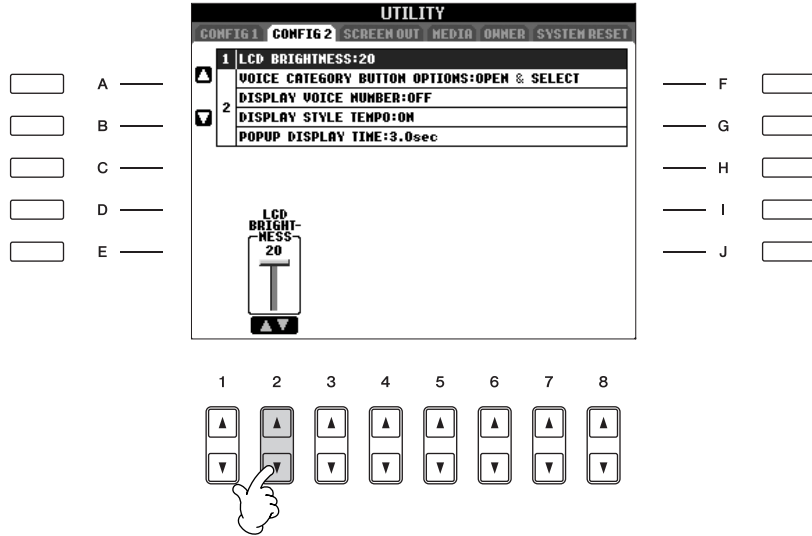 UTILITY
CONFIG 1 CONFIG 2 SCREEN OUT MEDIA OWNER SYSTEM RESET
1 LCD BRIGHTNESS:20
VOICE CATEGORY BUTTON OPTIONS:OPEN & SELECT
2 DISPLAY VOICE NUMBER:OFF
DISPLAY STYLE TEMPO:ON
POPUP DISPLAY TIME:3.0sec
A
B
C
D
E
F
G
H
I
J
LCD
BRIGHT-
NESS
20
1 2 3 4 5 6 7 8